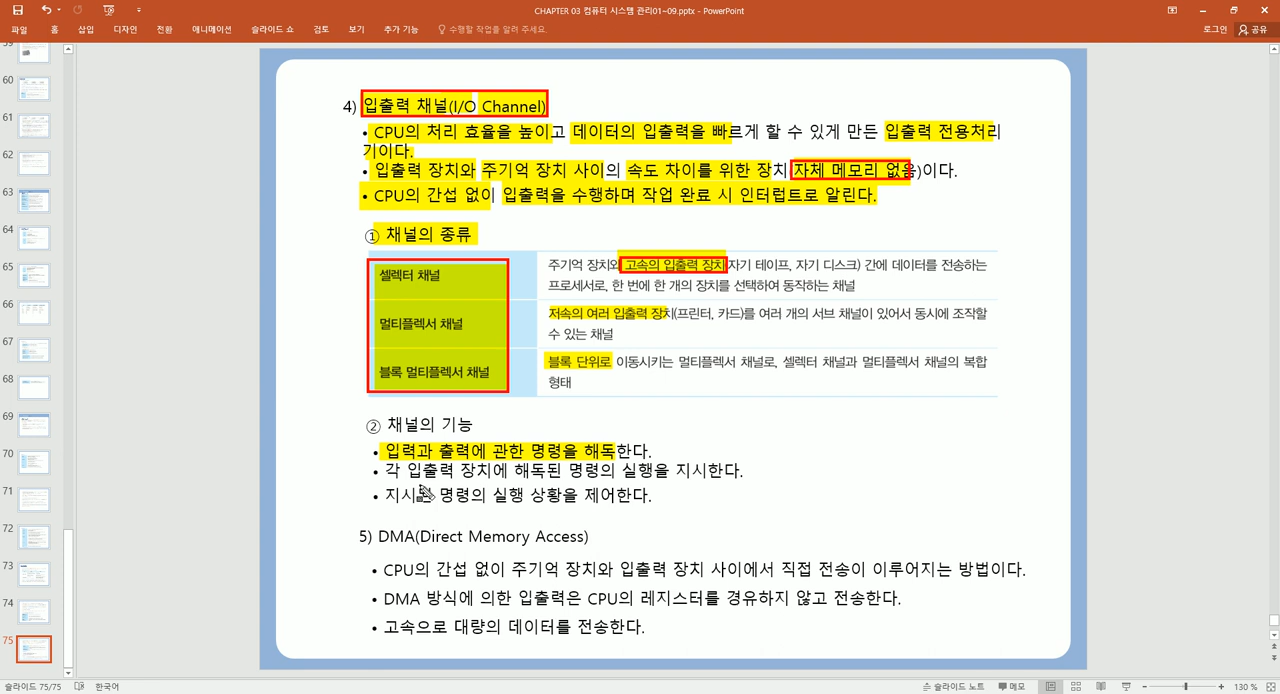 CHAPTER 03 컴퓨터 시스템 관리01~09.pptx - PowerPoint
파일 홈 삽입 디자인 전환 애니메이션 슬라이드 쇼 검토 보기 추가 기능 수행할 작업을 알려 주세요. 로그인 공유
59
60
61
62
63
64
65
66
67
68
69
70
71
72
73
74
75
4) 입출력 채널(I/O Channel)
• CPU의 처리 효율을 높이고 데이터의 입출력을 빠르게 할 수 있게 만든 입출력 전용처리
기이다.
• 입출력 장치와 주기억 장치 사이의 속도 차이를 위한 장치 자체 메모리 없음)이다.
• CPU의 간섭 없이 입출력을 수행하며 작업 완료 시 인터럽트로 알린다.
① 채널의 종류
셀렉터 채널
주기억 장치와 고속의 입출력 장치(자기 테이프, 자기 디스크) 간에 데이터를 전송하는
프로세서로, 한 번에 한 개의 장치를 선택하여 동작하는 채널
멀티플렉서 채널
저속의 여러 입출력 장치(프린터, 카드)를 여러 개의 서브 채널이 있어서 동시에 조작할
수 있는 채널
블록 멀티플렉서 채널
블록 단위로 이동시키는 멀티플렉서 채널로, 셀렉터 채널과 멀티플렉서 채널의 복합
형태
② 채널의 기능
• 입력과 출력에 관한 명령을 해독한다.
• 각 입출력 장치에 해독된 명령의 실행을 지시한다.
• 지시 명령의 실행 상황을 제어한다.
5) DMA(Direct Memory Access)
• CPU의 간섭 없이 주기억 장치와 입출력 장치 사이에서 직접 전송이 이루어지는 방법이다.
• DMA 방식에 의한 입출력은 CPU의 레지스터를 경유하지 않고 전송한다.
• 고속으로 대량의 데이터를 전송한다.
슬라이드 75/75 한국어 슬라이드 노트 메모 130 %